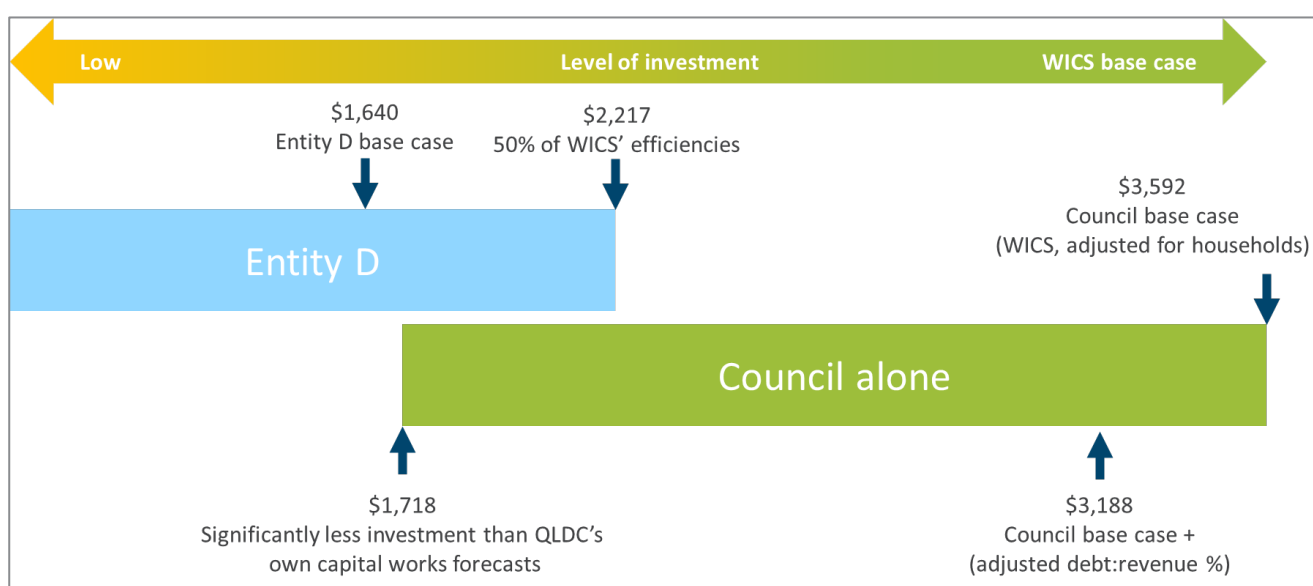 Low Level of investment WICS base case
$1,640
Entity D base case
$2,217
50% of WICS’ efficiencies
$3,592
Council base case
(WICS, adjusted for households)
Entity D
Council alone
$1,718
Significantly less investment than QLDC’s
own capital works forecasts
$3,188
Council base case +
(adjusted debt:revenue %)